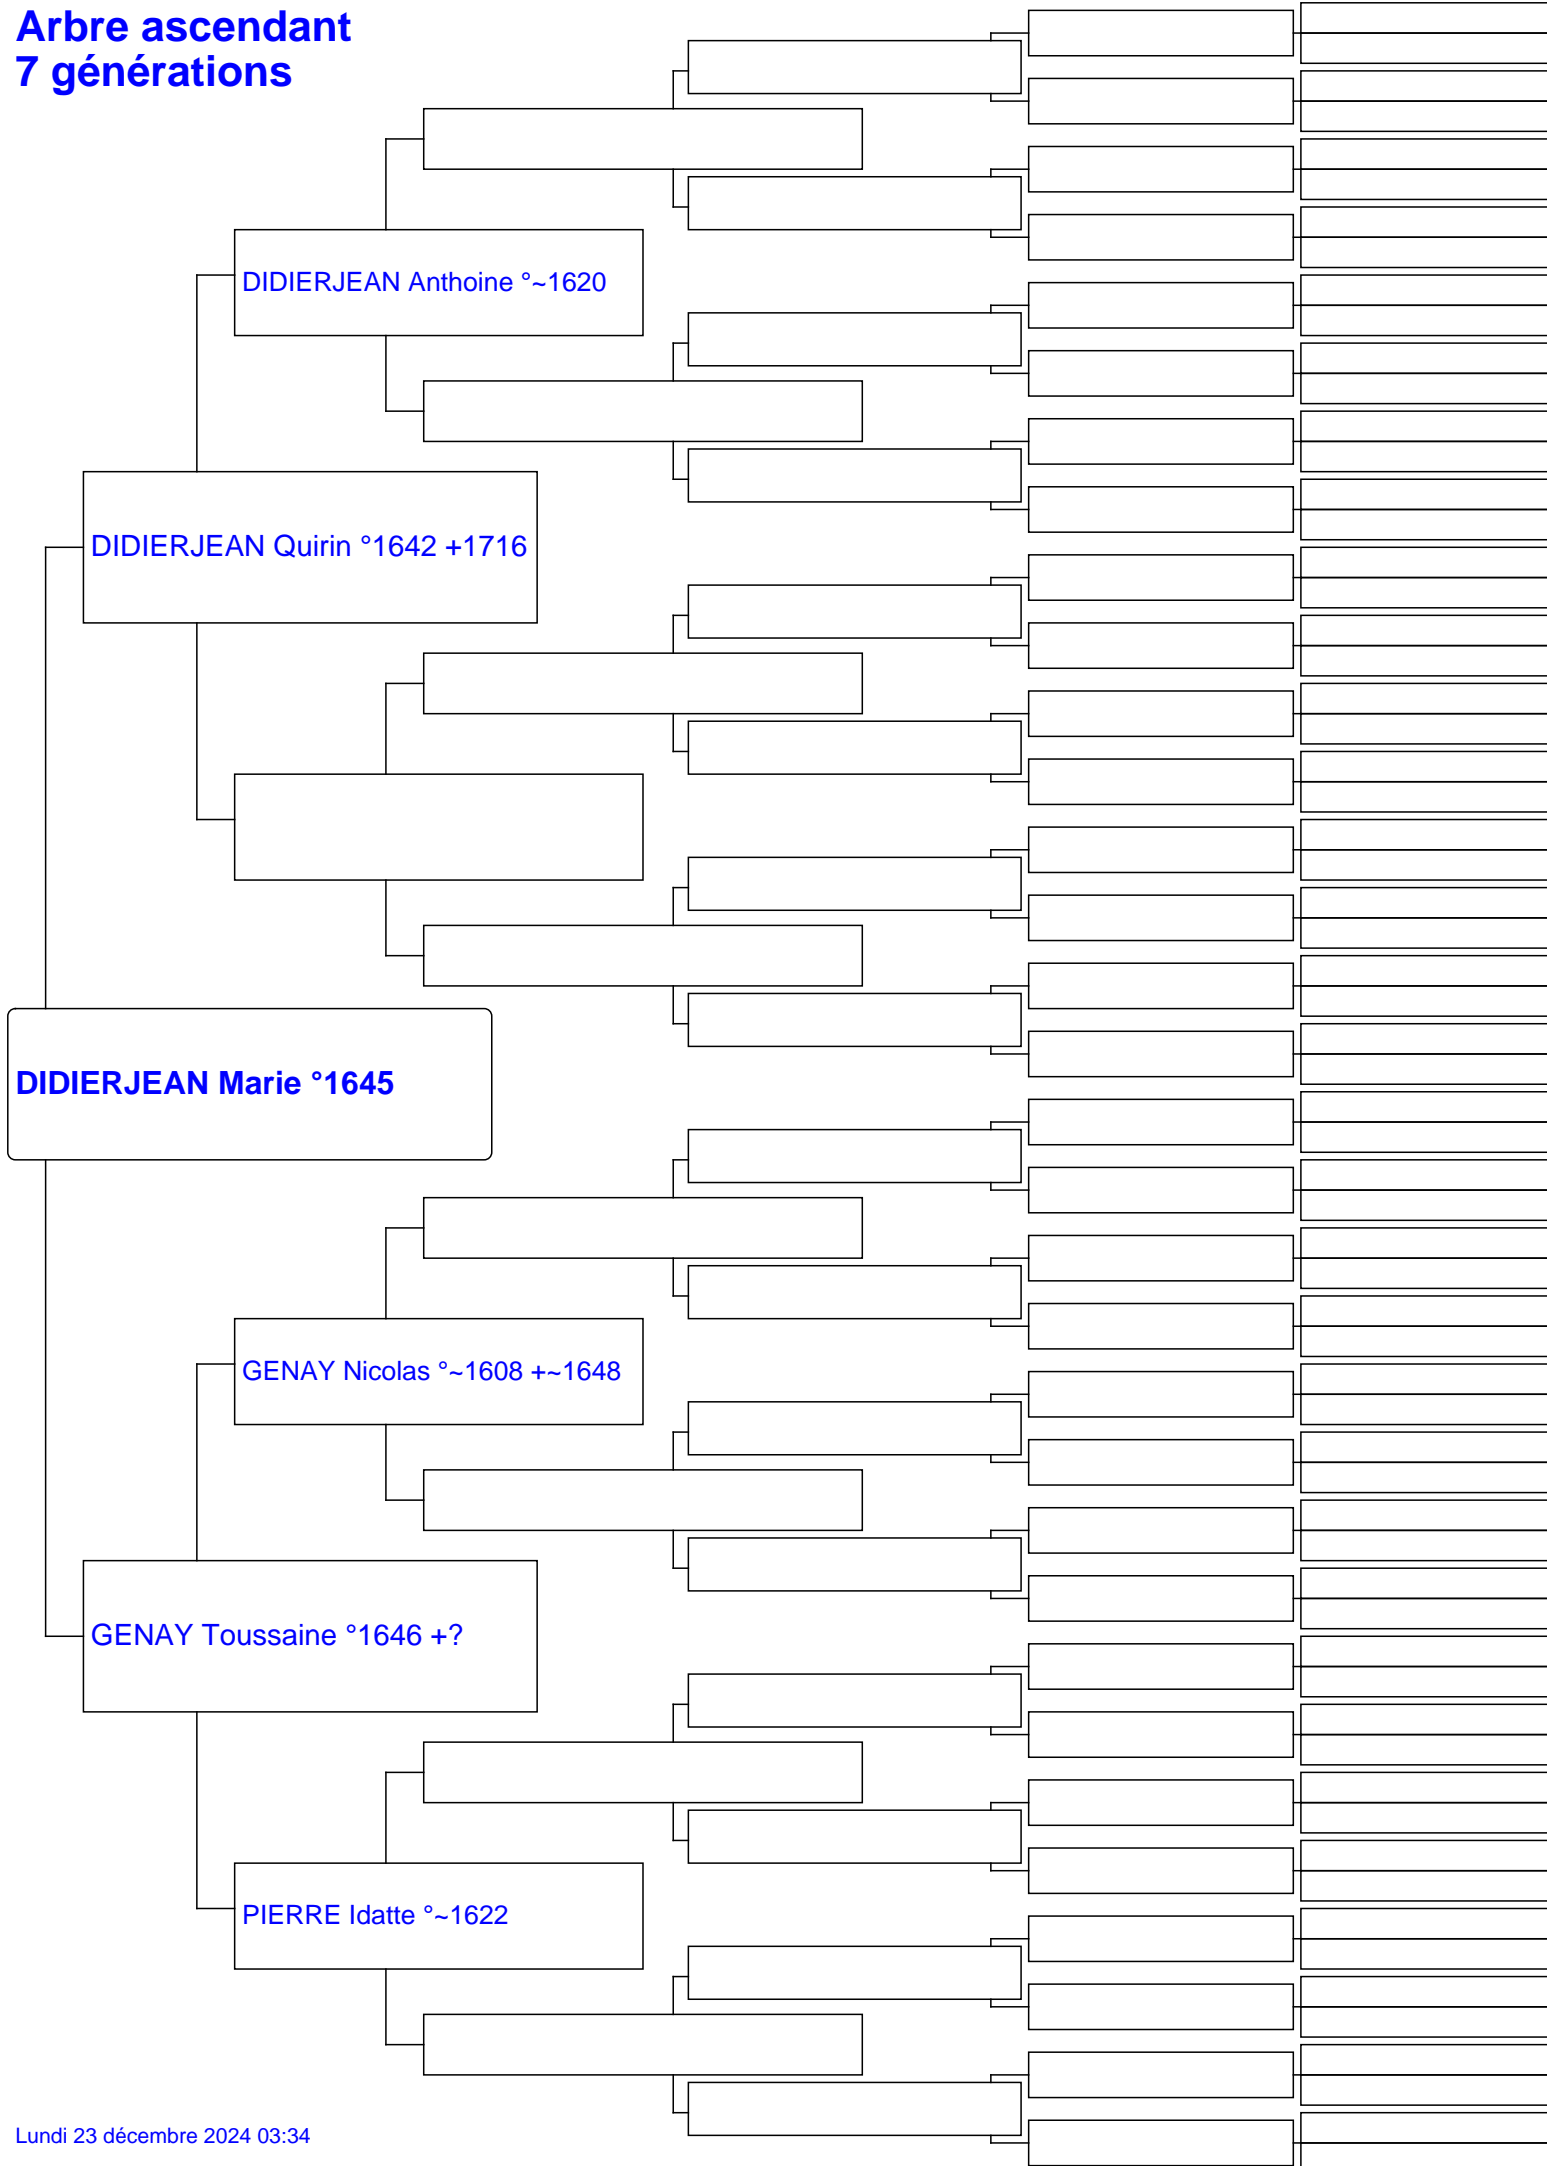 Arbre ascendant
7 générations
DIDIERJEAN Anthoine °~1620
DIDIERJEAN Quirin °1642 +1716
DIDIERJEAN Marie °1645
GENAY Nicolas °~1608 +~1648
GENAY Toussaine °1646 +?
PIERRE Idatte °~1622
Lundi 23 décembre 2024 03:34